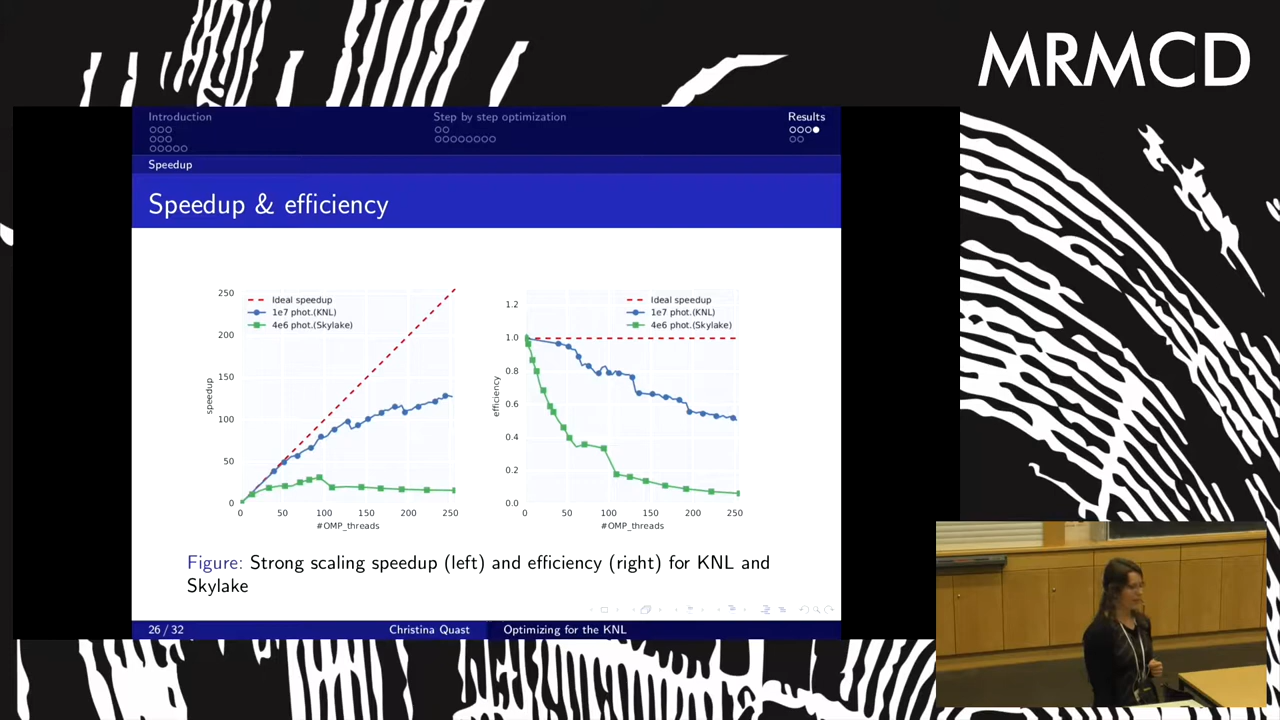 MRMCD
Introduction
Step by step optimization
Results
Speedup
Speedup & efficiency
250
200
150
100
50
0
speedup
0 50 100 150 200 250
#OMP_threads
Ideal speedup
1e7 phot.(KNL)
4e6 phot.(Skylake)
1.2
1.0
0.8
0.6
0.4
0.2
0.0
efficiency
0 50 100 150 200 250
#OMP_threads
Ideal speedup
1e7 phot.(KNL)
4e6 phot.(Skylake)
Figure: Strong scaling speedup (left) and efficiency (right) for KNL and
Skylake
26 / 32 Christina Quast Optimizing for the KNL